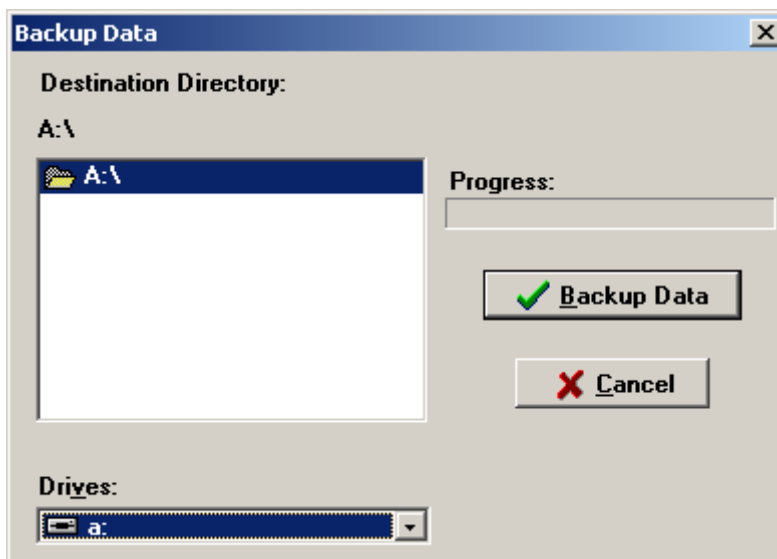 Backup Data
Destination Directory:
A:\
A:\
Progress:
Backup Data
Cancel
Drives:
a: